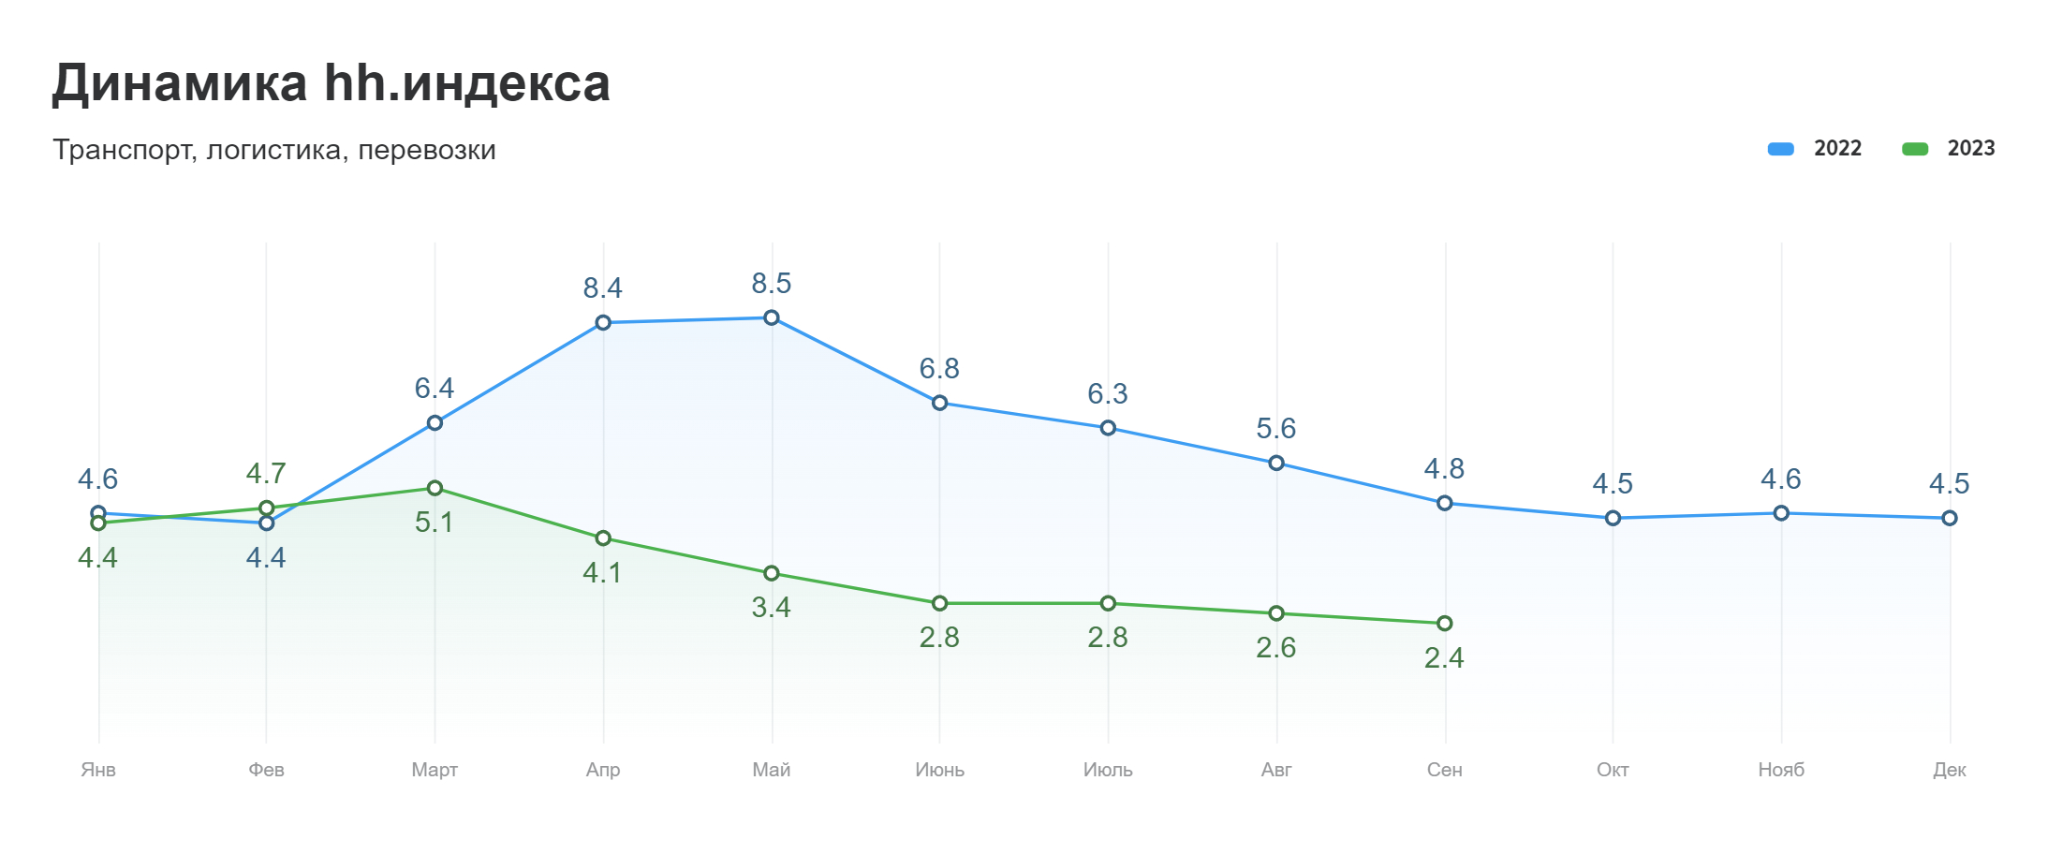 Динамика hh.индекса
Транспорт, логистика, перевозки
2022 2023
8.4 8.5
6.4 6.8 6.3
4.6 4.7 5.6 4.8 4.5 4.6 4.5
4.4 4.4 5.1 4.1 3.4 2.8 2.8 2.6 2.4
Янв Фев Март Апр Май Июнь Июль Авг Сен Окт Нояб Дек